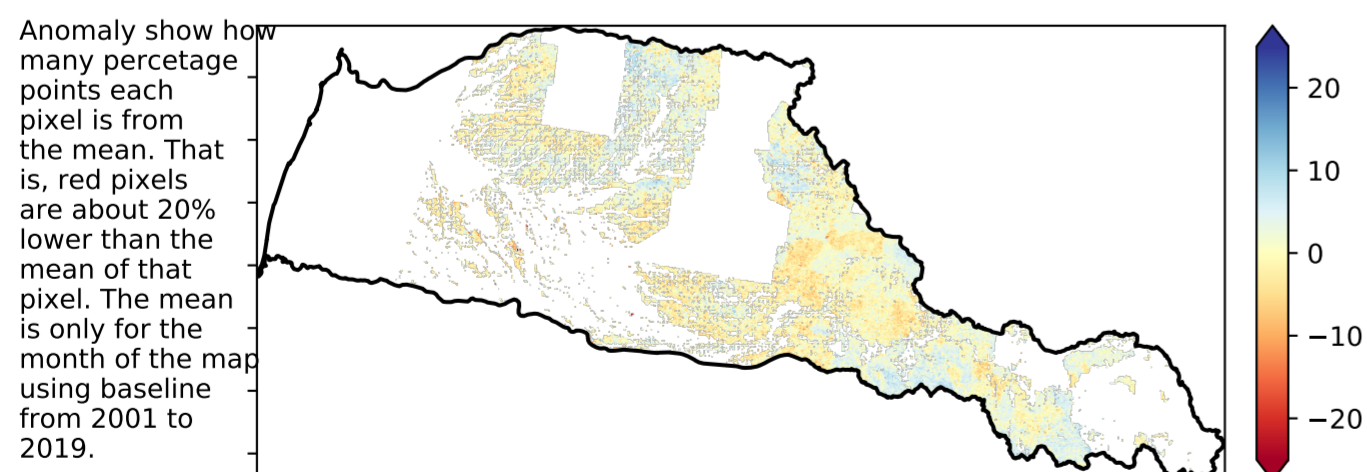 Anomaly show how
many percetage
points each
pixel is from
the mean. That
is, red pixels
are about 20%
lower than the
mean of that
pixel. The mean
is only for the
month of the map
using baseline
from 2001 to
2019.
20
10
0
−10
−20